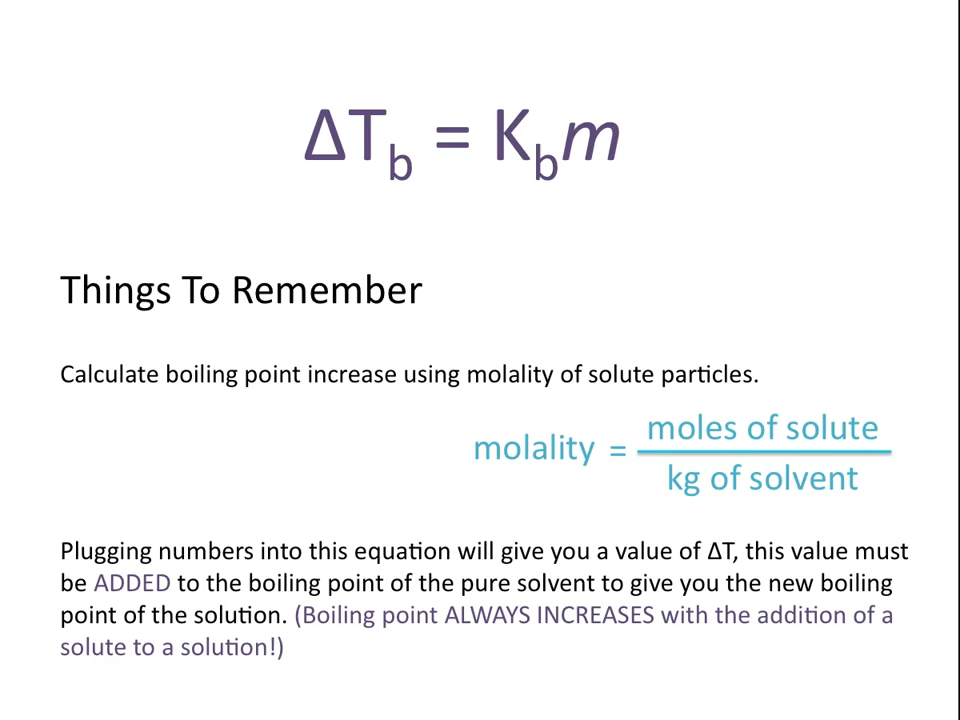 ΔTb = Kbm
Things To Remember
Calculate boiling point increase using molality of solute particles.
molality = moles of solute
kg of solvent
Plugging numbers into this equation will give you a value of ΔT, this value must
be ADDED to the boiling point of the pure solvent to give you the new boiling
point of the solution. (Boiling point ALWAYS INCREASES with the addition of a
solute to a solution!)